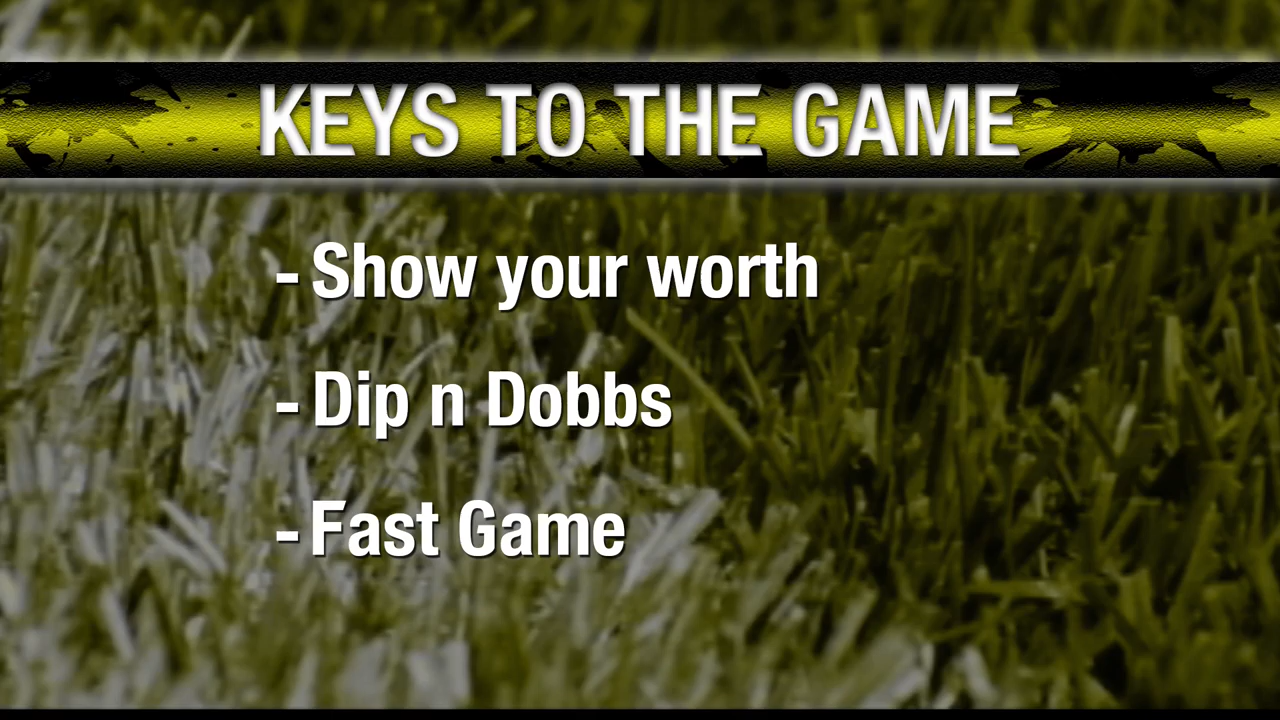 KEYS TO THE GAME
- Show your worth
- Dip n Dobbs
- Fast Game